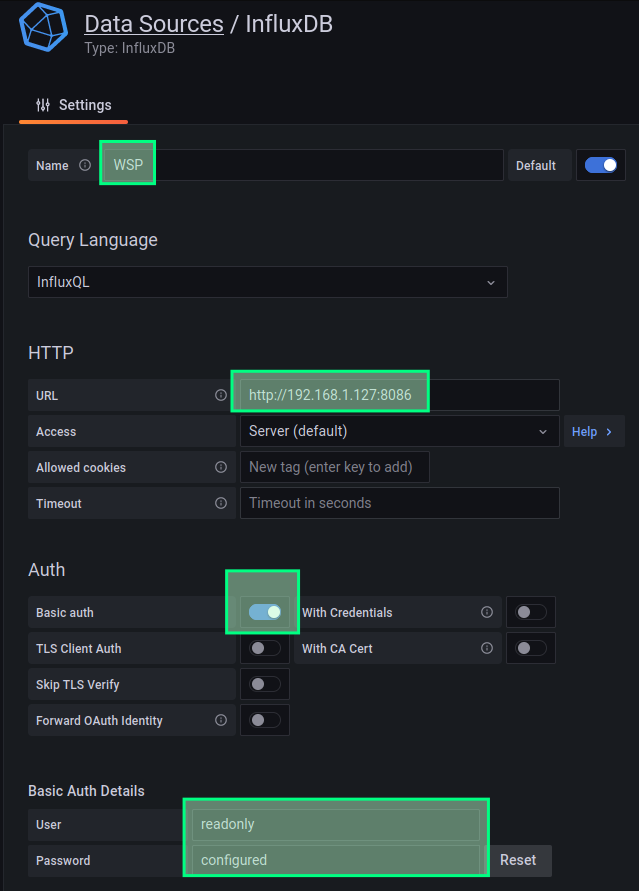 Data Sources / InfluxDB
Type: InfluxDB
Settings
Name WSP Default
Query Language
InfluxQL
HTTP
URL http://192.168.1.127:8086
Access Server (default) Help >
Allowed cookies New tag (enter key to add)
Timeout Timeout in seconds
Auth
Basic auth With Credentials
TLS Client Auth With CA Cert
Skip TLS Verify
Forward OAuth Identity
Basic Auth Details
User readonly
Password configured Reset